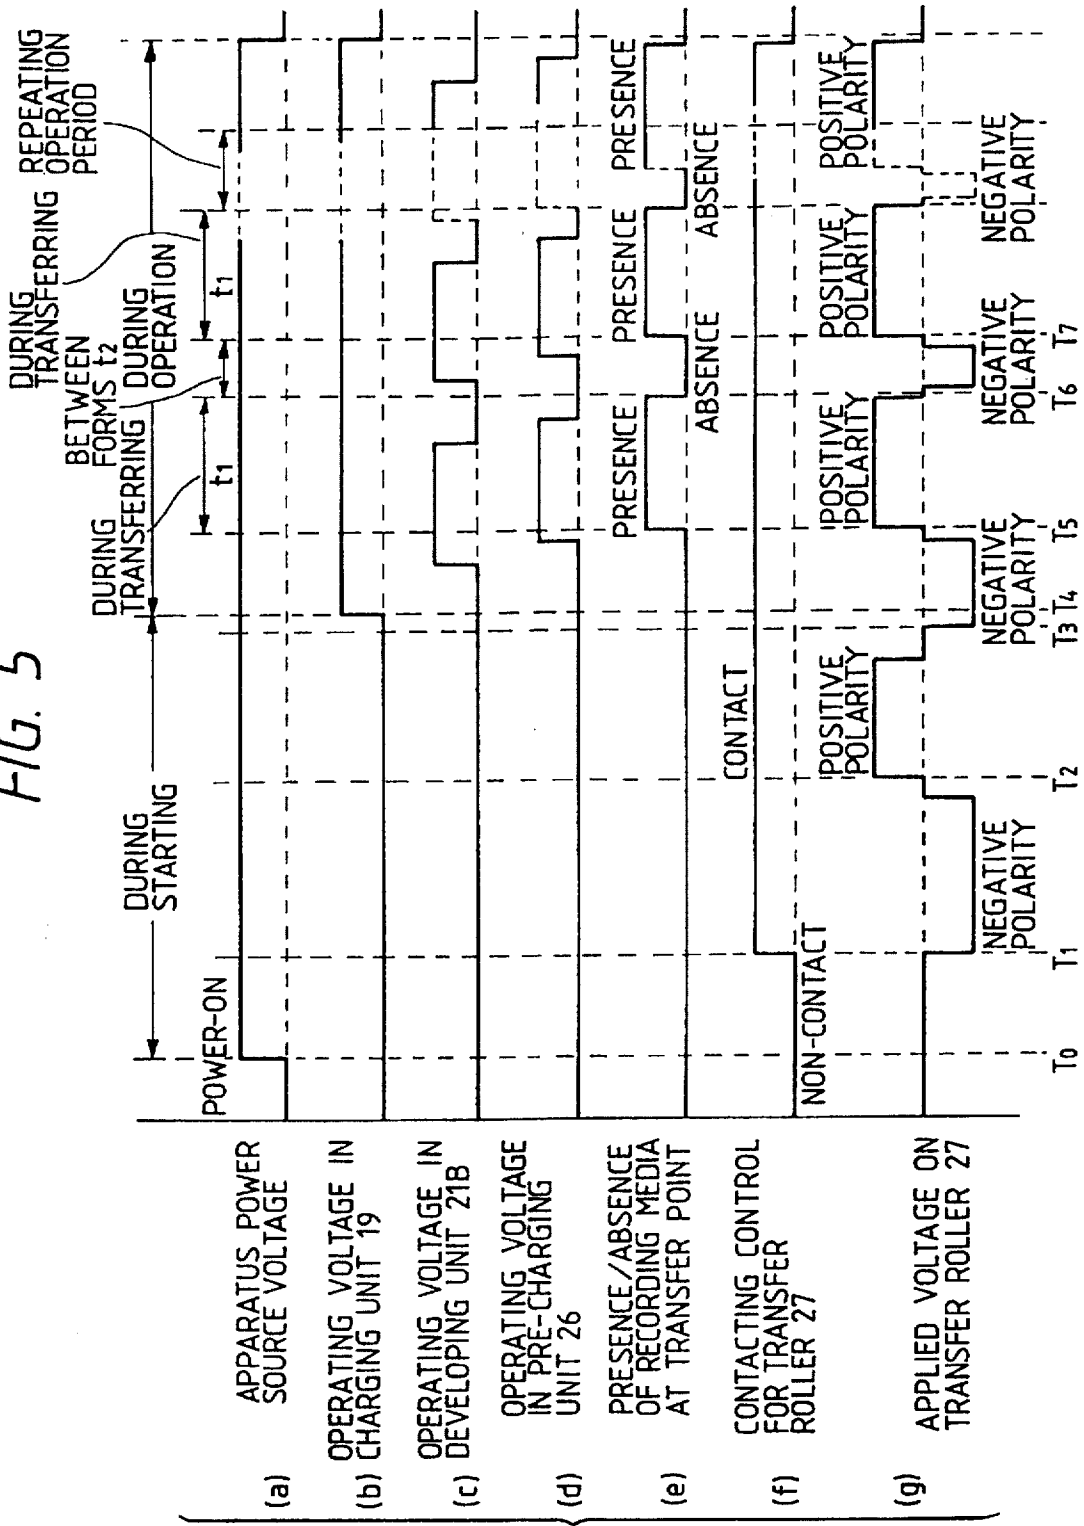 FIG. 5
DURING
STARTING
DURING
TRANSFERRING
BETWEEN
FORMS t2
DURING
OPERATION
DURING
TRANSFERRING
REPEATING
OPERATION
PERIOD
t1
t1
(a)
APPARATUS POWER
SOURCE VOLTAGE
POWER-ON
(b)
OPERATING VOLTAGE IN
CHARGING UNIT 19
(c)
OPERATING VOLTAGE IN
DEVELOPING UNIT 21B
(d)
OPERATING VOLTAGE
IN PRE-CHARGING
UNIT 26
(e)
PRESENCE/ABSENCE
OF RECORDING MEDIA
AT TRANSFER POINT
PRESENCE
ABSENCE
PRESENCE
ABSENCE
PRESENCE
(f)
CONTACTING CONTROL
FOR TRANSFER
ROLLER 27
NON-CONTACT
CONTACT
(g)
APPLIED VOLTAGE ON
TRANSFER ROLLER 27
NEGATIVE
POLARITY
POSITIVE
POLARITY
NEGATIVE
POLARITY
POSITIVE
POLARITY
NEGATIVE
POLARITY
POSITIVE
POLARITY
NEGATIVE
POLARITY
POSITIVE
POLARITY
T0 T1 T2 T3 T4 T5 T6 T7